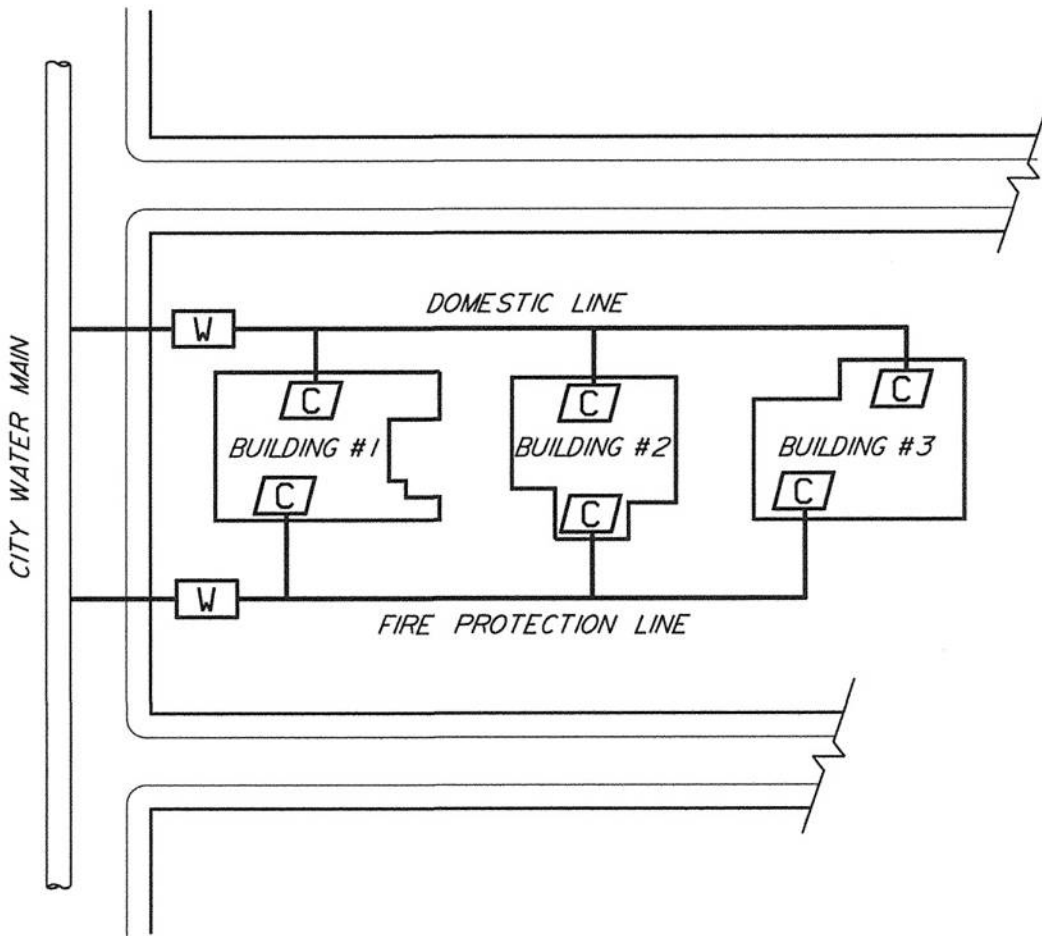 DOMESTIC LINE
W
C
C
C
BUILDING #1
BUILDING #2
BUILDING #3
C
C
C
W
FIRE PROTECTION LINE
CITY WATER MAIN